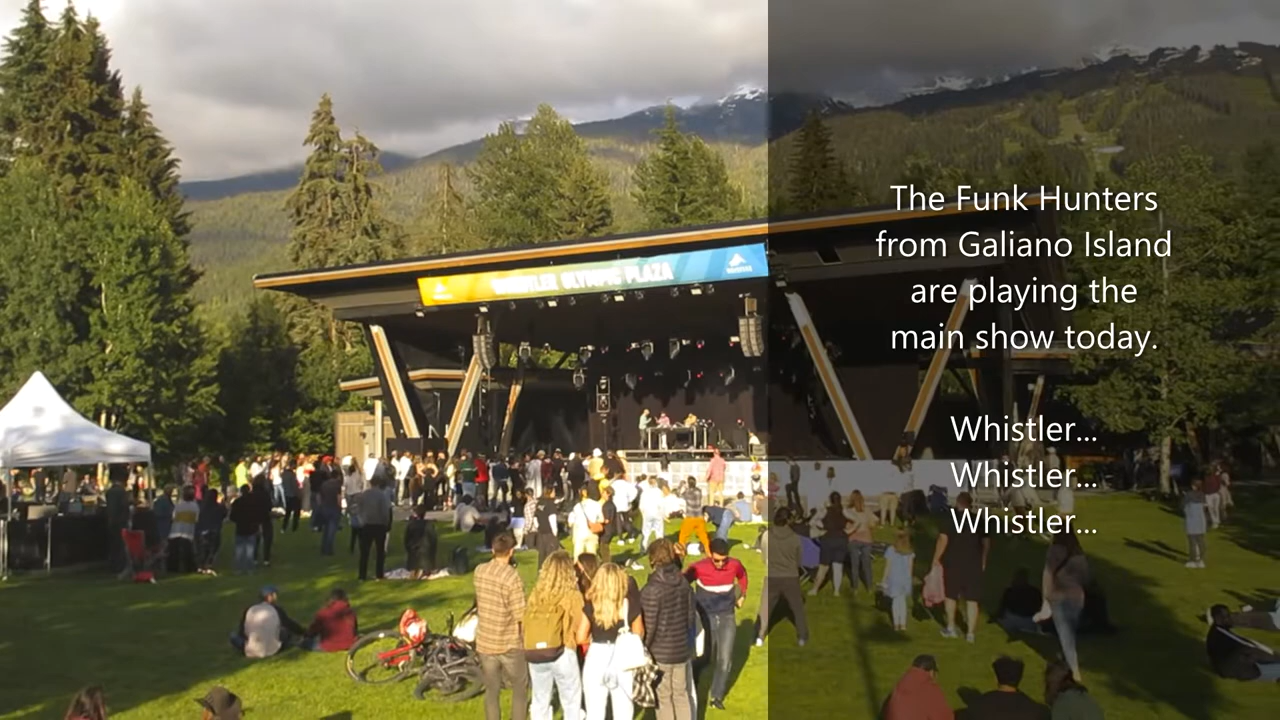 WHISTLER OLYMPIC PLAZA
The Funk Hunters
from Galiano Island
are playing the
main show today.
Whistler...
Whistler...
Whistler...